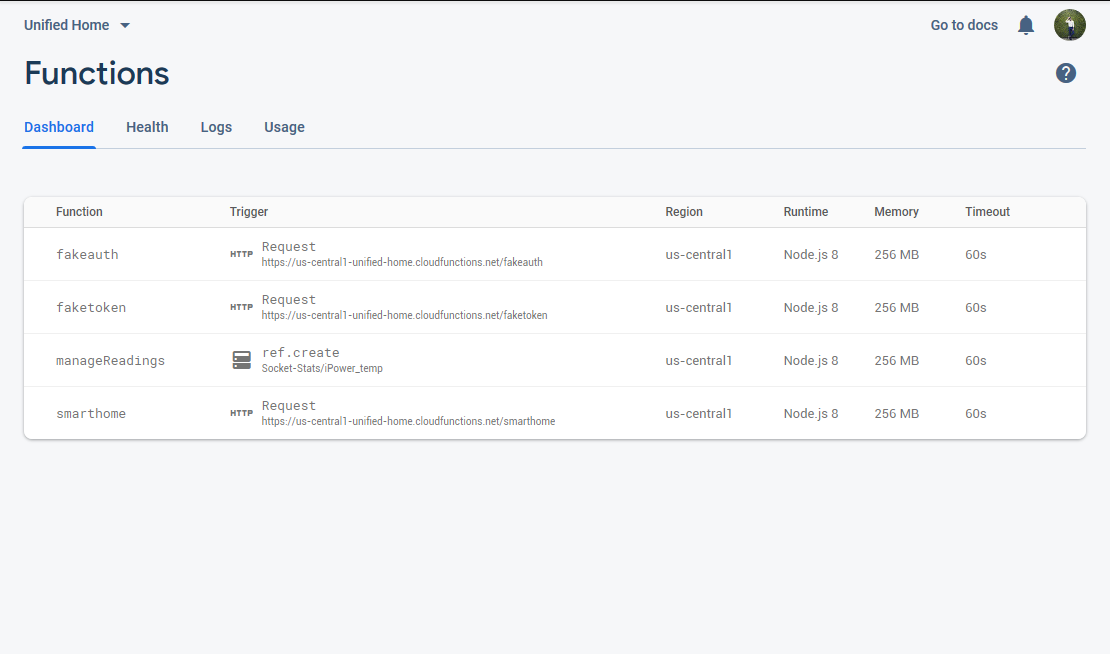 Unified Home
Go to docs
Functions
?
Dashboard Health Logs Usage
Function Trigger Region Runtime Memory Timeout
fakeauth HTTP Request us-central1 Node.js 8 256 MB 60s
https://us-central1-unified-home.cloudfunctions.net/fakeauth
faketoken HTTP Request us-central1 Node.js 8 256 MB 60s
https://us-central1-unified-home.cloudfunctions.net/faketoken
manageReadings ref.create us-central1 Node.js 8 256 MB 60s
Socket-Stats/iPower_temp
smarthome HTTP Request us-central1 Node.js 8 256 MB 60s
https://us-central1-unified-home.cloudfunctions.net/smarthome